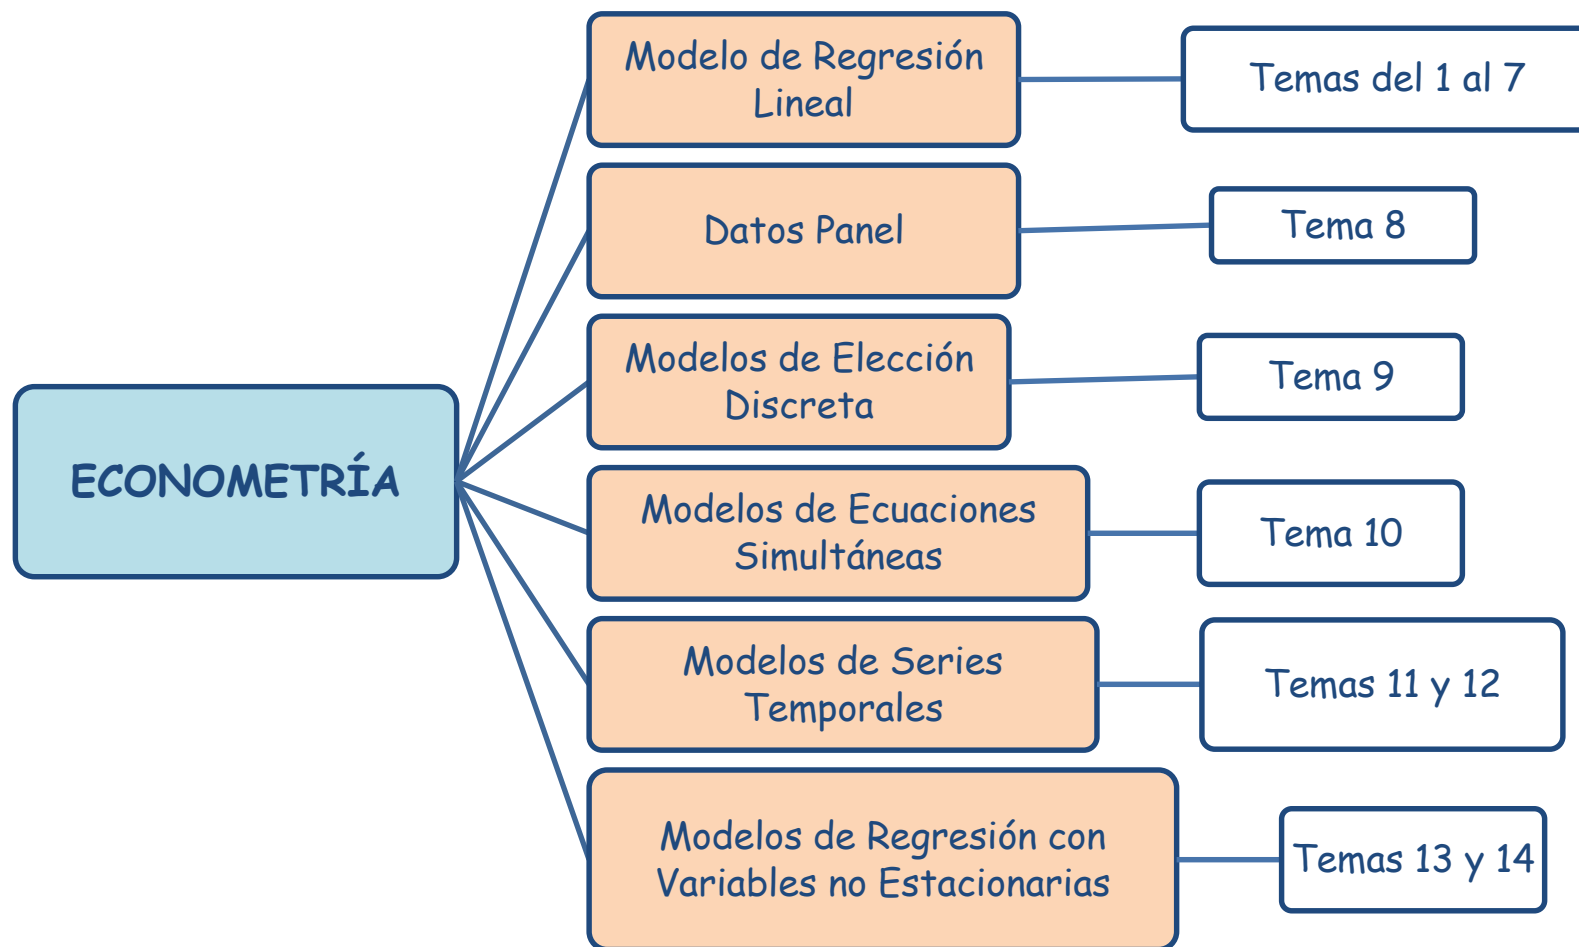 ECONOMETRÍA
Modelo de Regresión
Lineal
Temas del 1 al 7
Datos Panel
Tema 8
Modelos de Elección
Discreta
Tema 9
Modelos de Ecuaciones
Simultáneas
Tema 10
Modelos de Series
Temporales
Temas 11 y 12
Modelos de Regresión con
Variables no Estacionarias
Temas 13 y 14